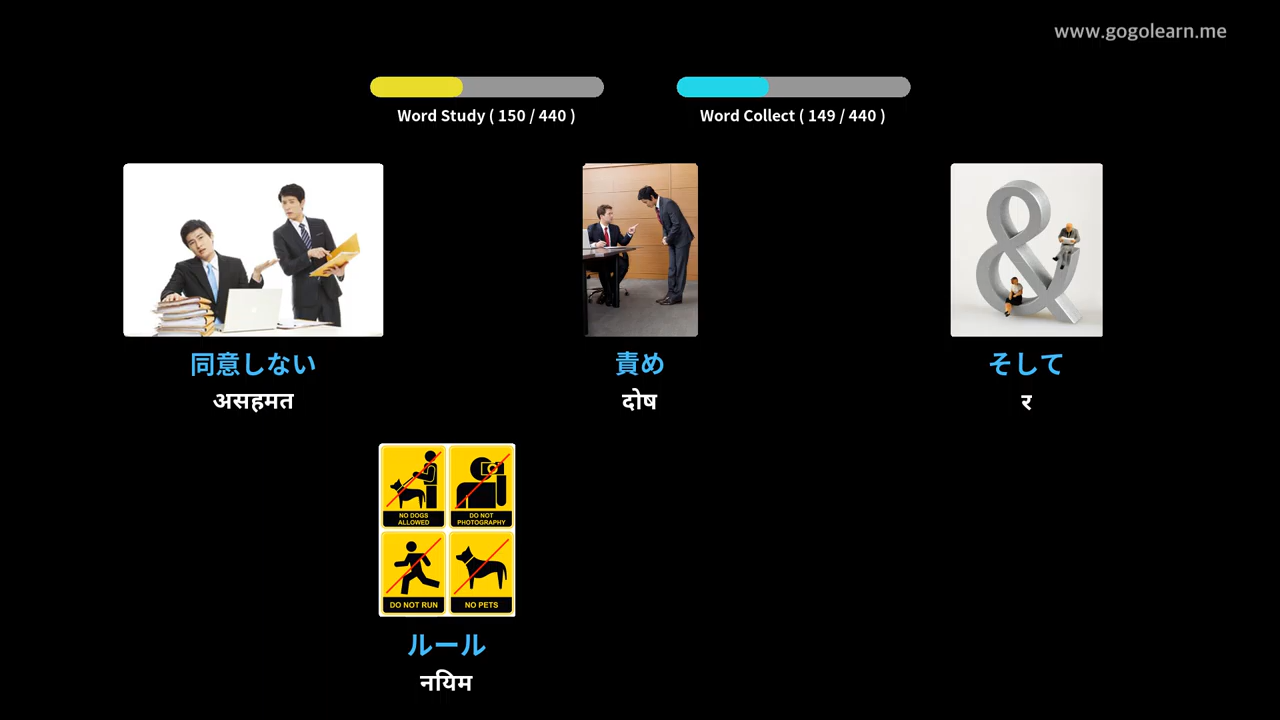 www.gogolearn.me
Word Study ( 150 / 440 )
Word Collect ( 149 / 440 )
同意しない
असहमत
責め
दोष
そして
र
NO DOGS
ALLOWED
DO NOT
PHOTOGRAPHY
DO NOT RUN
NO PETS
ルール
नियम